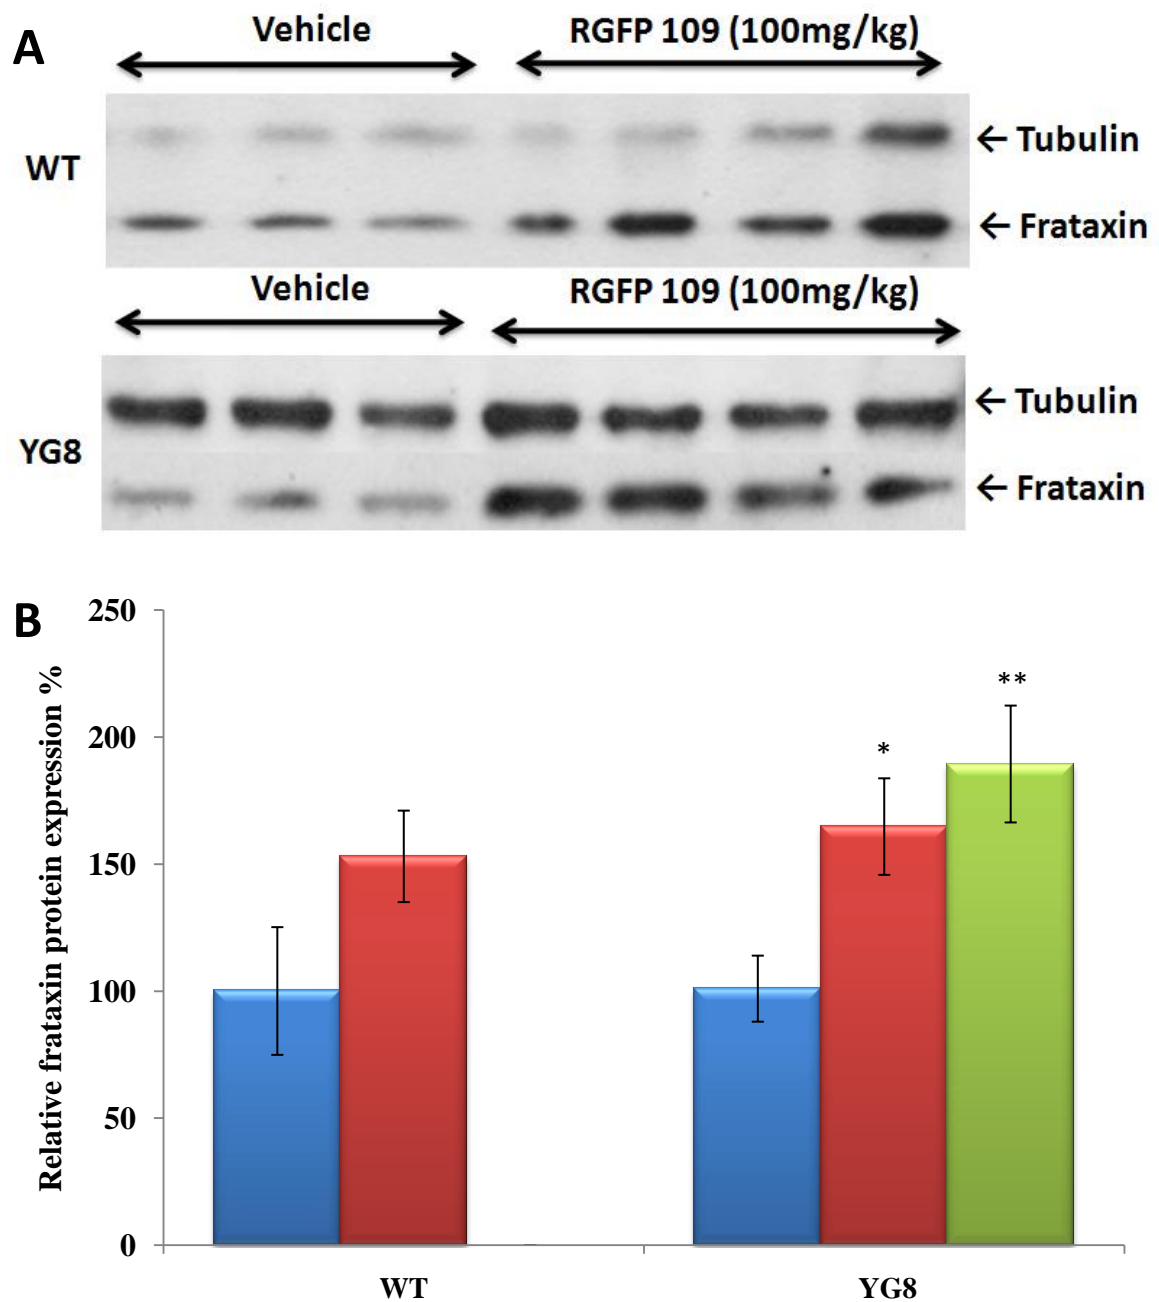 A
Vehicle
RGFP 109 (100mg/kg)
WT
← Tubulin
← Frataxin
Vehicle
RGFP 109 (100mg/kg)
YG8
← Tubulin
← Frataxin
B
Relative frataxin protein expression %
250
200
150
100
50
0
*
**
WT
YG8